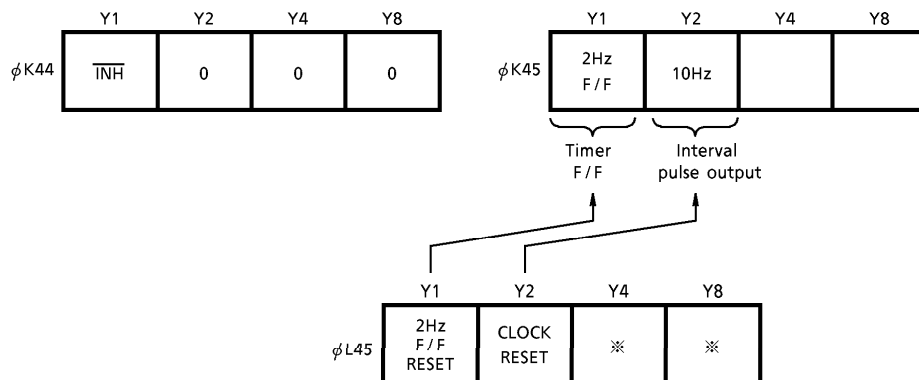 Y1 Y2 Y4 Y8
φK44 INH 0 0 0
Y1 Y2 Y4 Y8
φK45 2Hz F/F 10Hz
Timer F/F
Interval pulse output
Y1 Y2 Y4 Y8
φL45 2Hz F/F RESET CLOCK RESET ※ ※